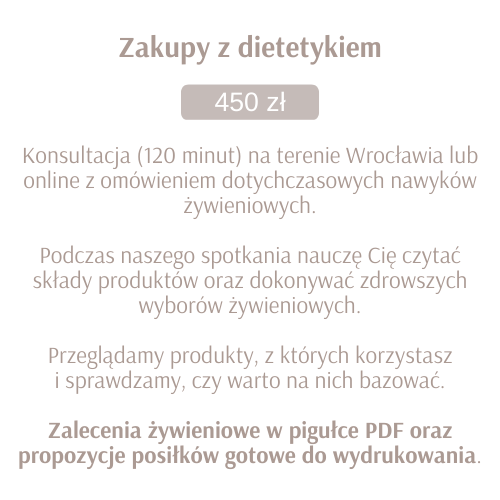 Zakupy z dietetykiem
450 zł
Konsultacja (120 minut) na terenie Wrocławia lub
online z omówieniem dotychczasowych nawyków
żywieniowych.
Podczas naszego spotkania nauczę Cię czytać
składy produktów oraz dokonywać zdrowszych
wyborów żywieniowych.
Przeglądamy produkty, z których korzystasz
i sprawdzamy, czy warto na nich bazować.
Zalecenia żywieniowe w pigułce PDF oraz
propozycje posiłków gotowe do wydrukowania.